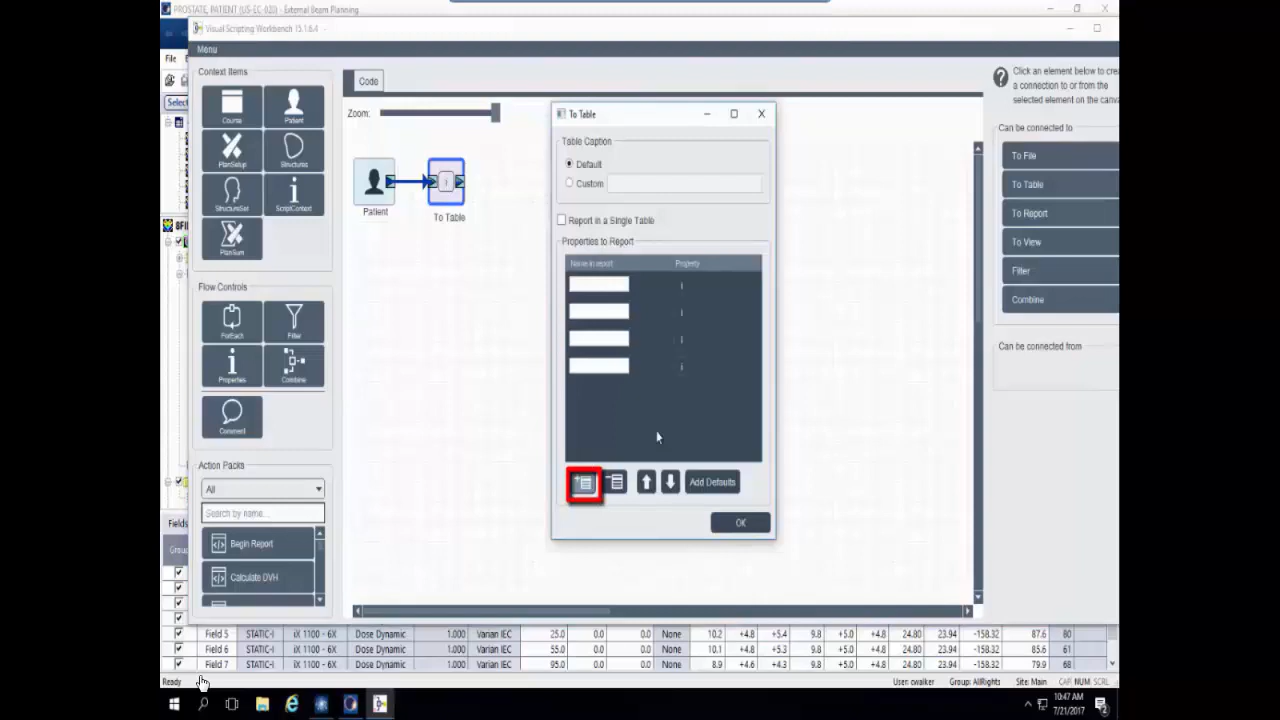 PROSTATE, PATIENT (US-EC-020) - External Beam Planning
Visual Scripting Workbench 15.1.6.4
File
Menu
Selec
Context Items
Course
Patient
PlanSetup
Structures
StructureSet
ScriptContext
PlanSum
Flow Controls
ForEach
Filter
Properties
Combine
Comment
Action Packs
All
Search by name...
Begin Report
Calculate DVH
Code
Zoom:
Patient
To Table
To Table
Table Caption
Default
Custom
Report in a Single Table
Properties to Report
Name in report Property
i
i
i
i
Add Defaults
OK
Click an element below to crea
a connection to or from the
selected element on the canva
Can be connected to
To File
To Table
To Report
To View
Filter
Combine
Can be connected from
Fields
Group
Field 5 STATIC-I iX 1100 - 6X Dose Dynamic 1.000 Varian IEC 25.0 0.0 0.0 None 10.2 +4.8 +5.4 9.8 +5.0 +4.8 24.80 23.94 -158.32 87.6 80
Field 6 STATIC-I iX 1100 - 6X Dose Dynamic 1.000 Varian IEC 55.0 0.0 0.0 None 10.1 +4.8 +5.3 9.8 +5.0 +4.8 24.80 23.94 -158.32 85.6 61
Field 7 STATIC-I iX 1100 - 6X Dose Dynamic 1.000 Varian IEC 95.0 0.0 0.0 None 8.9 +4.6 +4.3 9.8 +5.0 +4.8 24.80 23.94 -158.32 79.9 68
Ready User: cwalker Group: AllRights Site: Main CAP NUM SCRL
10:47 AM
7/21/2017